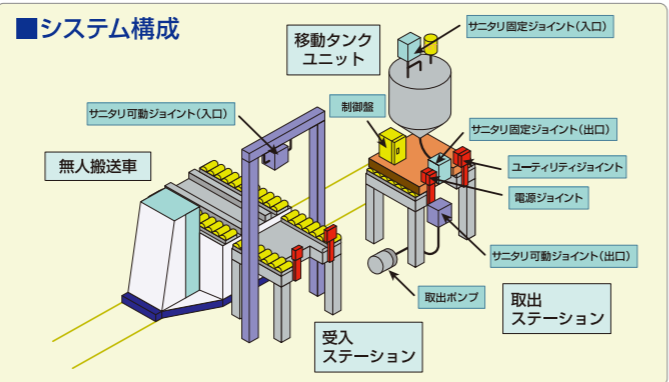 ■システム構成
サニタリ固定ジョイント(入口)
移動タンク
ユニット
制御盤
サニタリ可動ジョイント(入口)
サニタリ固定ジョイント(出口)
無人搬送車
ユーティリティジョイント
電源ジョイント
サニタリ可動ジョイント(出口)
取出ポンプ
取出
ステーション
受入
ステーション